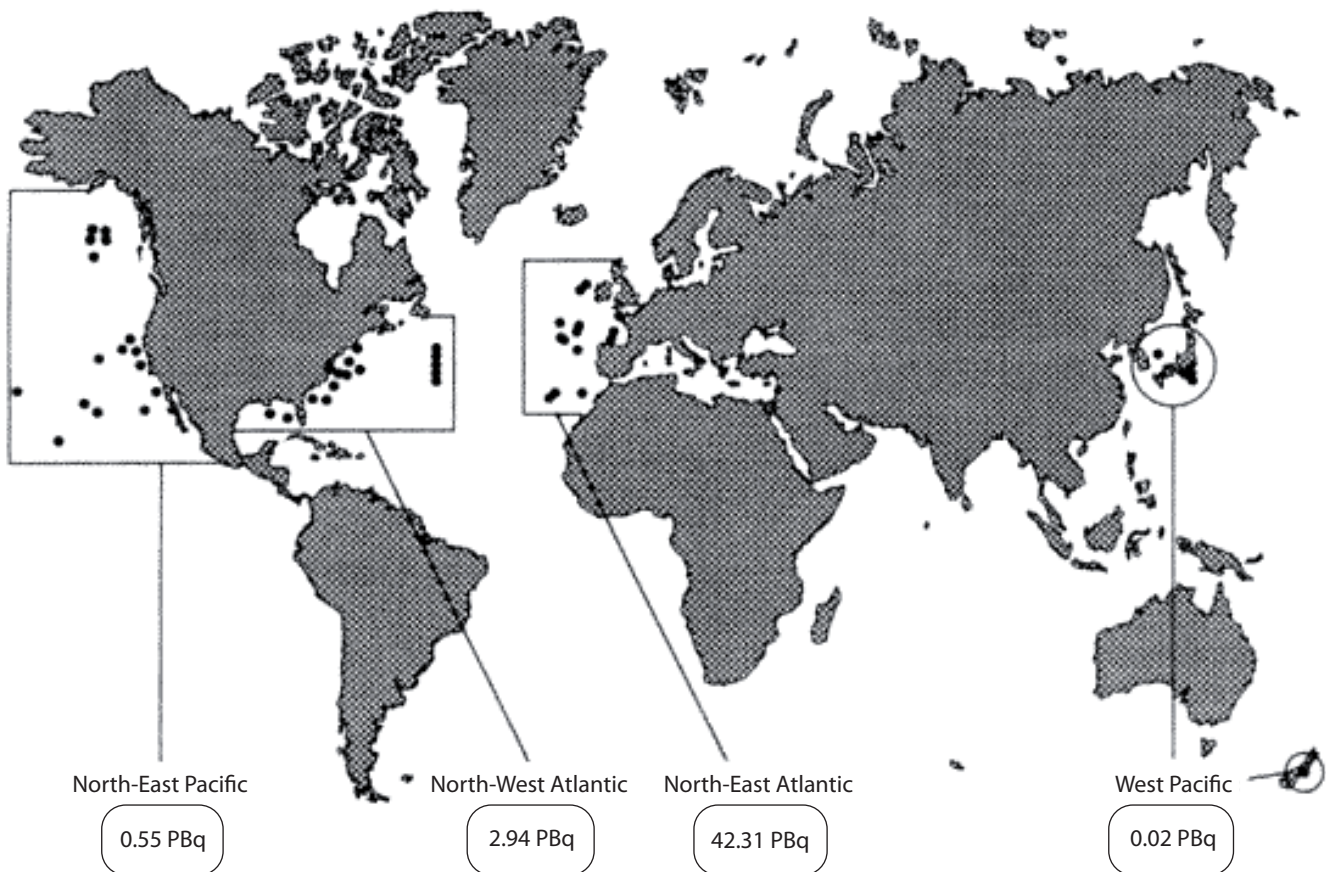 North-East Pacific
0.55 PBq
North-West Atlantic
2.94 PBq
North-East Atlantic
42.31 PBq
West Pacific
0.02 PBq